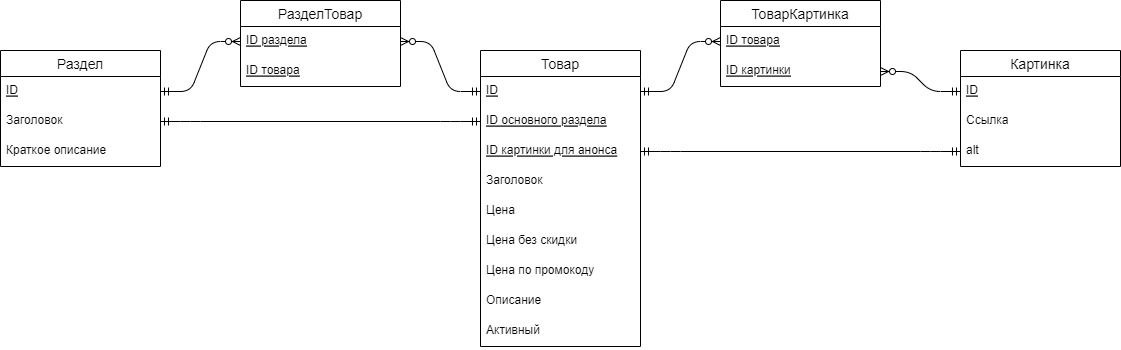 РазделТовар
ID раздела
ID товара
ТоварКартинка
ID товара
ID картинки
Раздел
ID
Заголовок
Краткое описание
Товар
ID
ID основного раздела
ID картинки для анонса
Заголовок
Цена
Цена без скидки
Цена по промокоду
Описание
Активный
Картинка
ID
Ссылка
alt